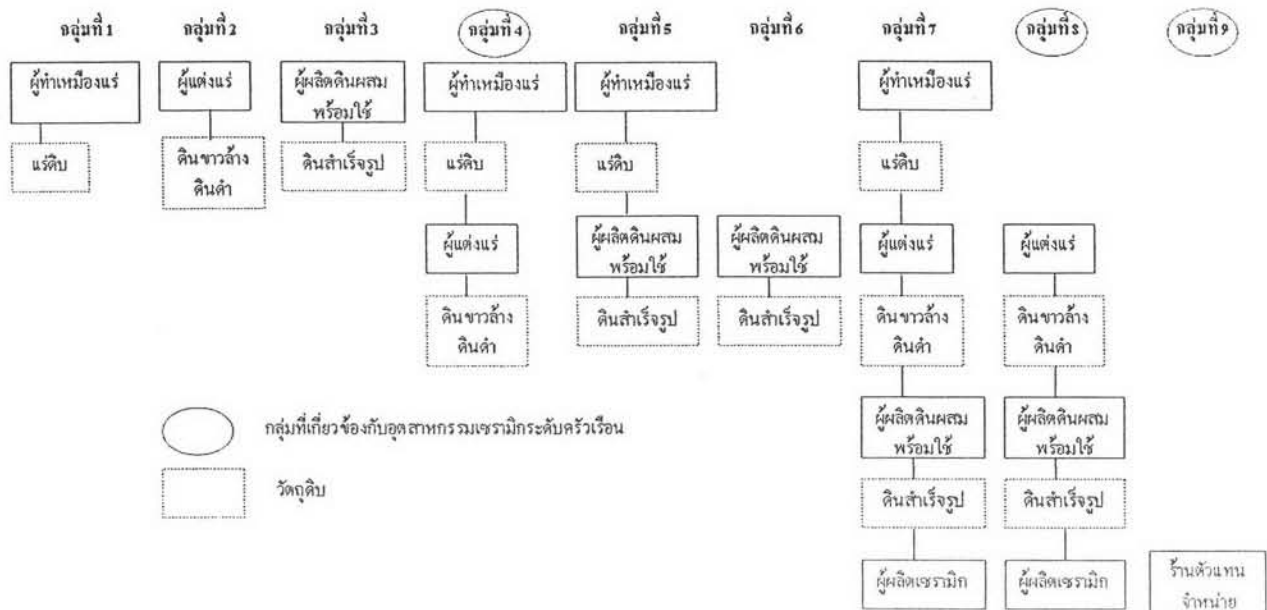 กลุ่มที่ 1 กลุ่มที่ 2 กลุ่มที่ 3 กลุ่มที่ 4 กลุ่มที่ 5 กลุ่มที่ 6 กลุ่มที่ 7 กลุ่มที่ 8 กลุ่มที่ 9
ผู้ทำเหมืองแร่ ผู้แต่งแร่ ผู้ผลิตดินผสม ผู้ทำเหมืองแร่ ผู้ทำเหมืองแร่ ผู้ทำเหมืองแร่
พร้อมใช้
แร่ดิบ ดินขาวล้าง ดินสำเร็จรูป แร่ดิบ แร่ดิบ แร่ดิบ
ดินดำ
ผู้แต่งแร่ ผู้ผลิตดินผสม ผู้ผลิตดินผสม ผู้แต่งแร่ ผู้แต่งแร่
พร้อมใช้ พร้อมใช้
ดินขาวล้าง ดินสำเร็จรูป ดินสำเร็จรูป ดินขาวล้าง ดินขาวล้าง
ดินดำ ดินดำ ดินดำ
กลุ่มที่เกี่ยวข้องกับอุตสาหกรรมเซรามิกระดับครัวเรือน ผู้ผลิตดินผสม ผู้ผลิตดินผสม
พร้อมใช้ พร้อมใช้
วัตถุดิบ ดินสำเร็จรูป ดินสำเร็จรูป
ผู้ผลิตเซรามิก ผู้ผลิตเซรามิก ร้านตัวแทน
จำหน่าย